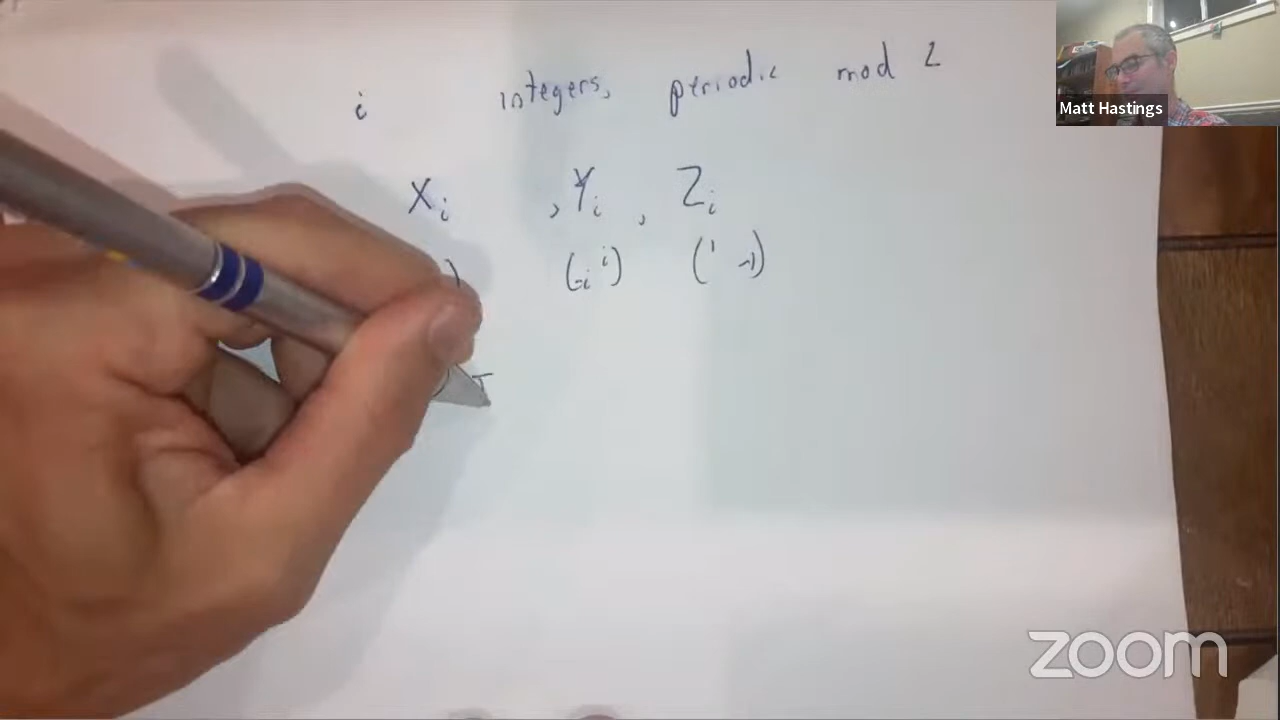 Matt Hastings
i integers, periodic mod L
X_i , Y_i , Z_i
) (-i i) (1 -1)
zoom